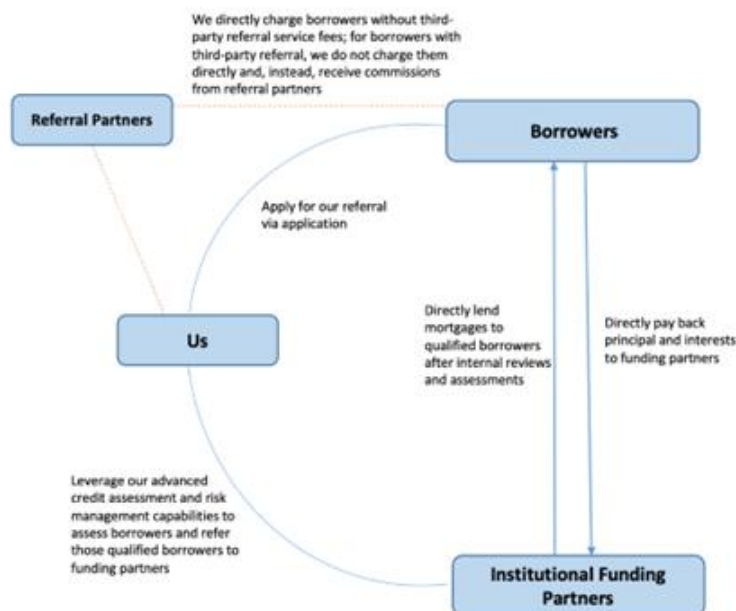 We directly charge borrowers without third-
party referral service fees; for borrowers with
third-party referral, we do not charge them
directly and, instead, receive commissions
from referral partners
Referral Partners
Borrowers
Apply for our referral
via application
Us
Directly lend
mortgages to
qualified borrowers
after internal reviews
and assessments
Directly pay back
principal and interests
to funding partners
Leverage our advanced
credit assessment and risk
management capabilities to
assess borrowers and refer
those qualified borrowers to
funding partners
Institutional Funding
Partners